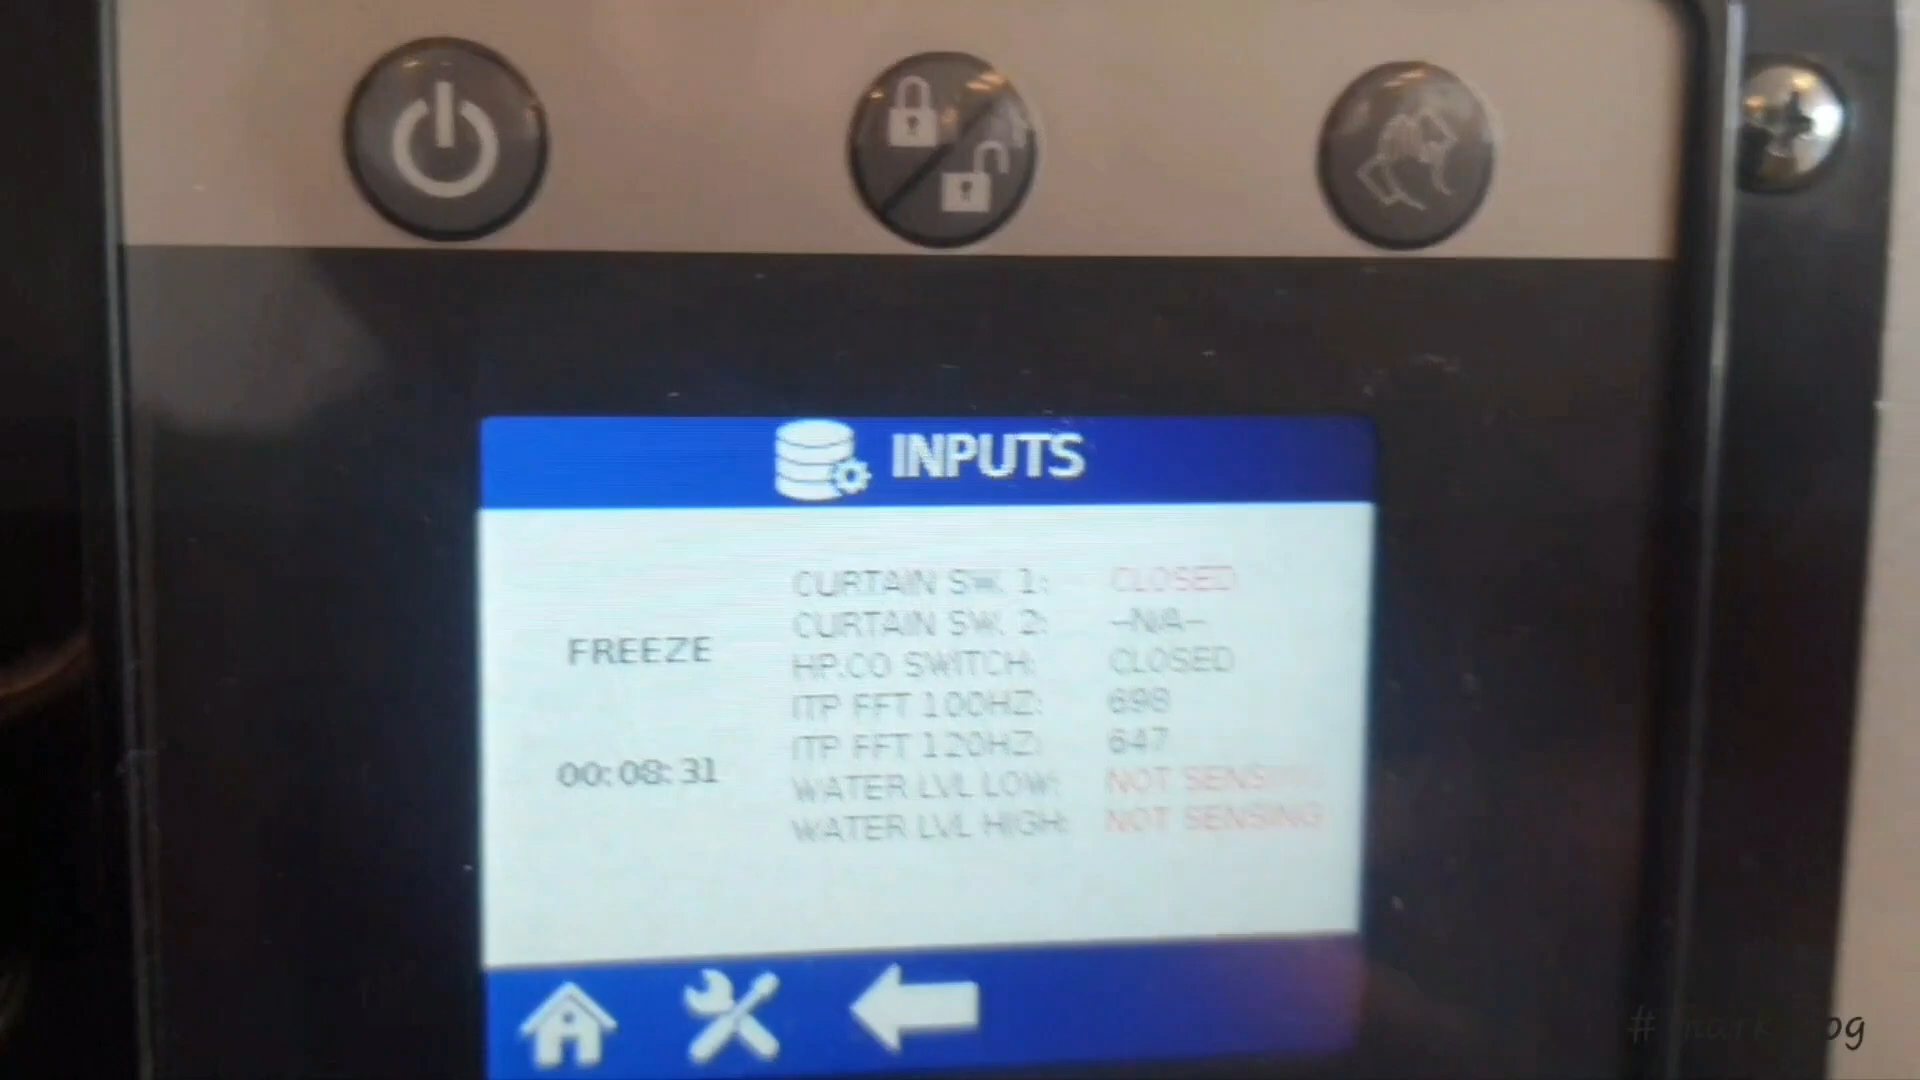 INPUTS
FREEZE
00:08:31
CURTAIN SW. 1: CLOSED
CURTAIN SW. 2: --N/A--
HP.CO SWITCH: CLOSED
ITP FFT 100HZ: 698
ITP FFT 120HZ: 647
WATER LVL LOW: NOT SENSING
WATER LVL HIGH: NOT SENSING